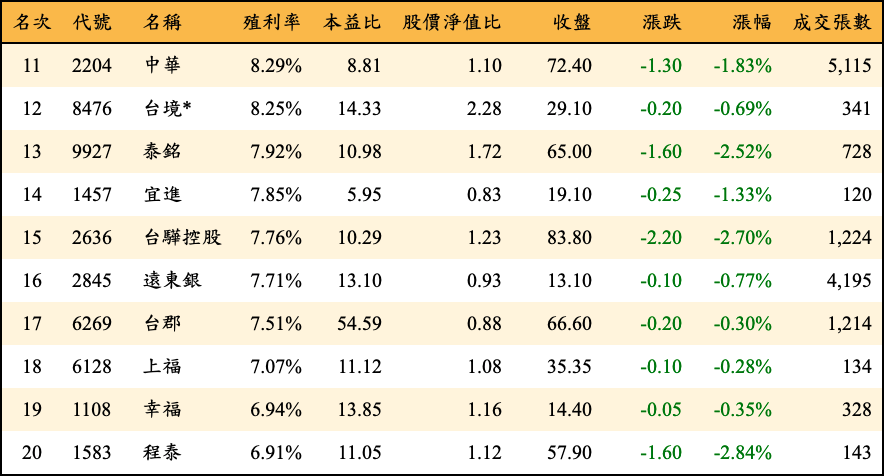 名次 代號 名稱 殖利率 本益比 股價淨值比 收盤 漲跌 漲幅 成交張數
11 2204 中華 8.29% 8.81 1.10 72.40 -1.30 -1.83% 5,115
12 8476 台境* 8.25% 14.33 2.28 29.10 -0.20 -0.69% 341
13 9927 泰銘 7.92% 10.98 1.72 65.00 -1.60 -2.52% 728
14 1457 宜進 7.85% 5.95 0.83 19.10 -0.25 -1.33% 120
15 2636 台驊控股 7.76% 10.29 1.23 83.80 -2.20 -2.70% 1,224
16 2845 遠東銀 7.71% 13.10 0.93 13.10 -0.10 -0.77% 4,195
17 6269 台郡 7.51% 54.59 0.88 66.60 -0.20 -0.30% 1,214
18 6128 上福 7.07% 11.12 1.08 35.35 -0.10 -0.28% 134
19 1108 幸福 6.94% 13.85 1.16 14.40 -0.05 -0.35% 328
20 1583 程泰 6.91% 11.05 1.12 57.90 -1.60 -2.84% 143